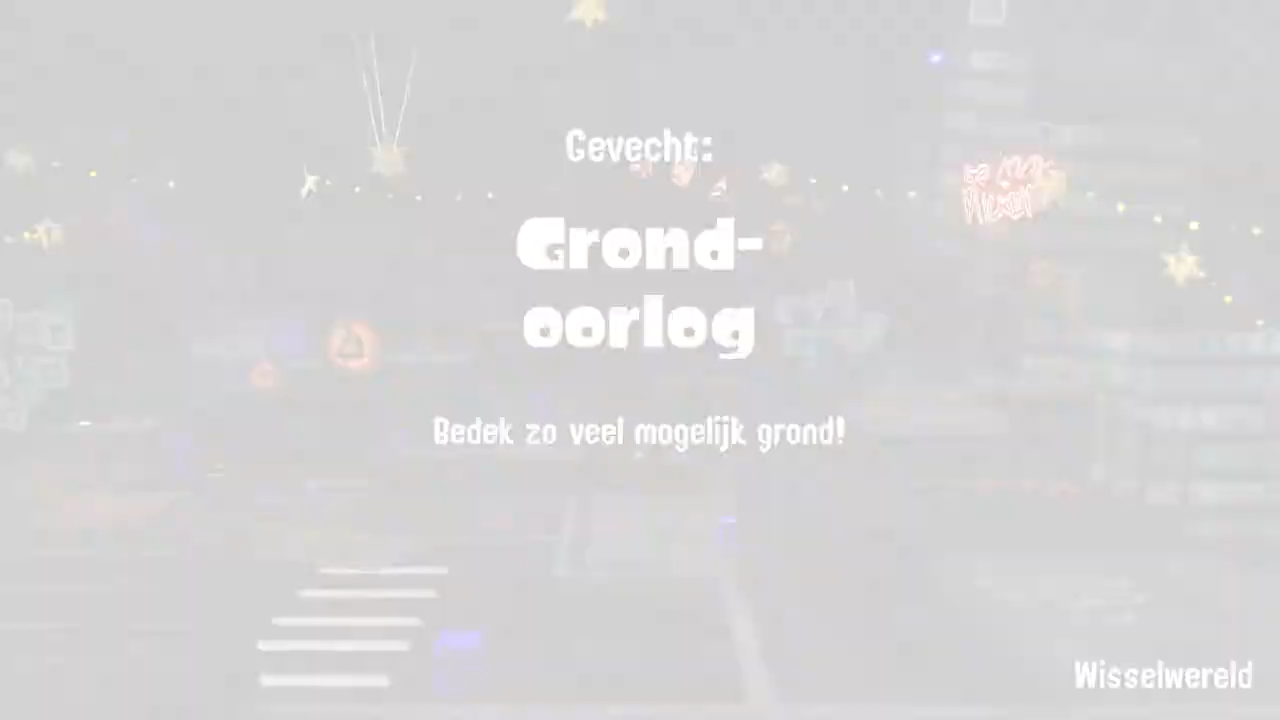 Gevecht:
Grond-
oorlog
Bedek zo veel mogelijk grond!
Wisselwereld